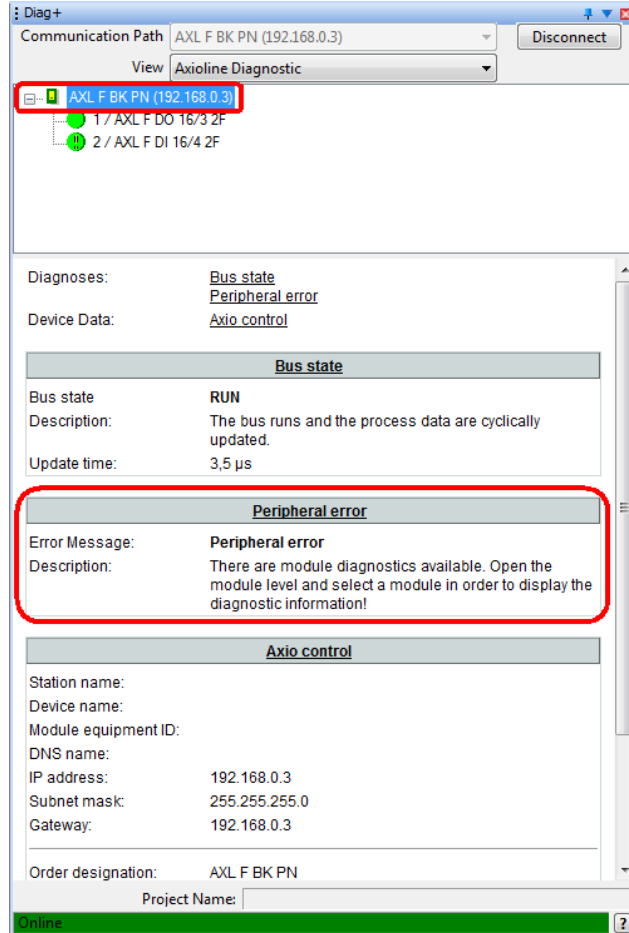 Diag+
Communication Path AXL F BK PN (192.168.0.3) Disconnect
View Axioline Diagnostic
AXL F BK PN (192.168.0.3)
1 / AXL F DO 16/3 2F
2 / AXL F DI 16/4 2F
Diagnoses: Bus state
Peripheral error
Device Data: Axio control
Bus state
Bus state RUN
Description: The bus runs and the process data are cyclically
updated.
Update time: 3,5 µs
Peripheral error
Error Message: Peripheral error
Description: There are module diagnostics available. Open the
module level and select a module in order to display the
diagnostic information!
Axio control
Station name:
Device name:
Module equipment ID:
DNS name:
IP address: 192.168.0.3
Subnet mask: 255.255.255.0
Gateway: 192.168.0.3
Order designation: AXL F BK PN
Project Name:
Online ?